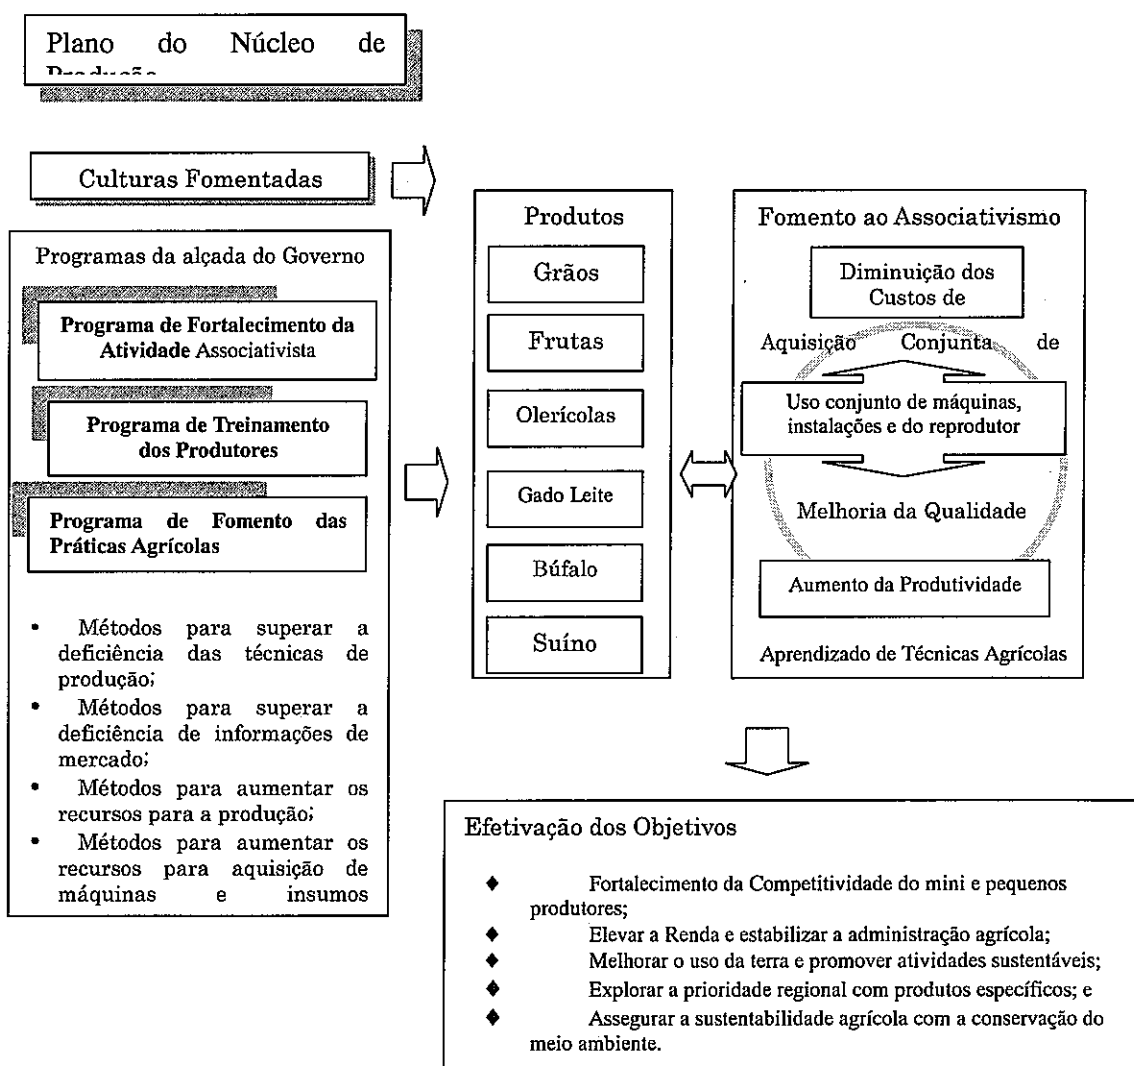 Plano do Núcleo de
Culturas Fomentadas
Programas da alçada do Governo
Programa de Fortalecimento da
Atividade Associativista
Programa de Treinamento
dos Produtores
Programa de Fomento das
Práticas Agrícolas
• Métodos para superar a
deficiência das técnicas de
produção;
• Métodos para superar a
deficiência de informações de
mercado;
• Métodos para aumentar os
recursos para a produção;
• Métodos para aumentar os
recursos para aquisição de
máquinas e insumos
Produtos
Grãos
Frutas
Olerícolas
Gado Leite
Búfalo
Suíno
Fomento ao Associativismo
Diminuição dos
Custos de
Aquisição Conjunta de
Uso conjunto de máquinas,
instalações e do reprodutor
Melhoria da Qualidade
Aumento da Produtividade
Aprendizado de Técnicas Agrícolas
Efetivação dos Objetivos
♦ Fortalecimento da Competitividade do mini e pequenos
produtores;
♦ Elevar a Renda e estabilizar a administração agrícola;
♦ Melhorar o uso da terra e promover atividades sustentáveis;
♦ Explorar a prioridade regional com produtos específicos; e
♦ Assegurar a sustentabilidade agrícola com a conservação do
meio ambiente.